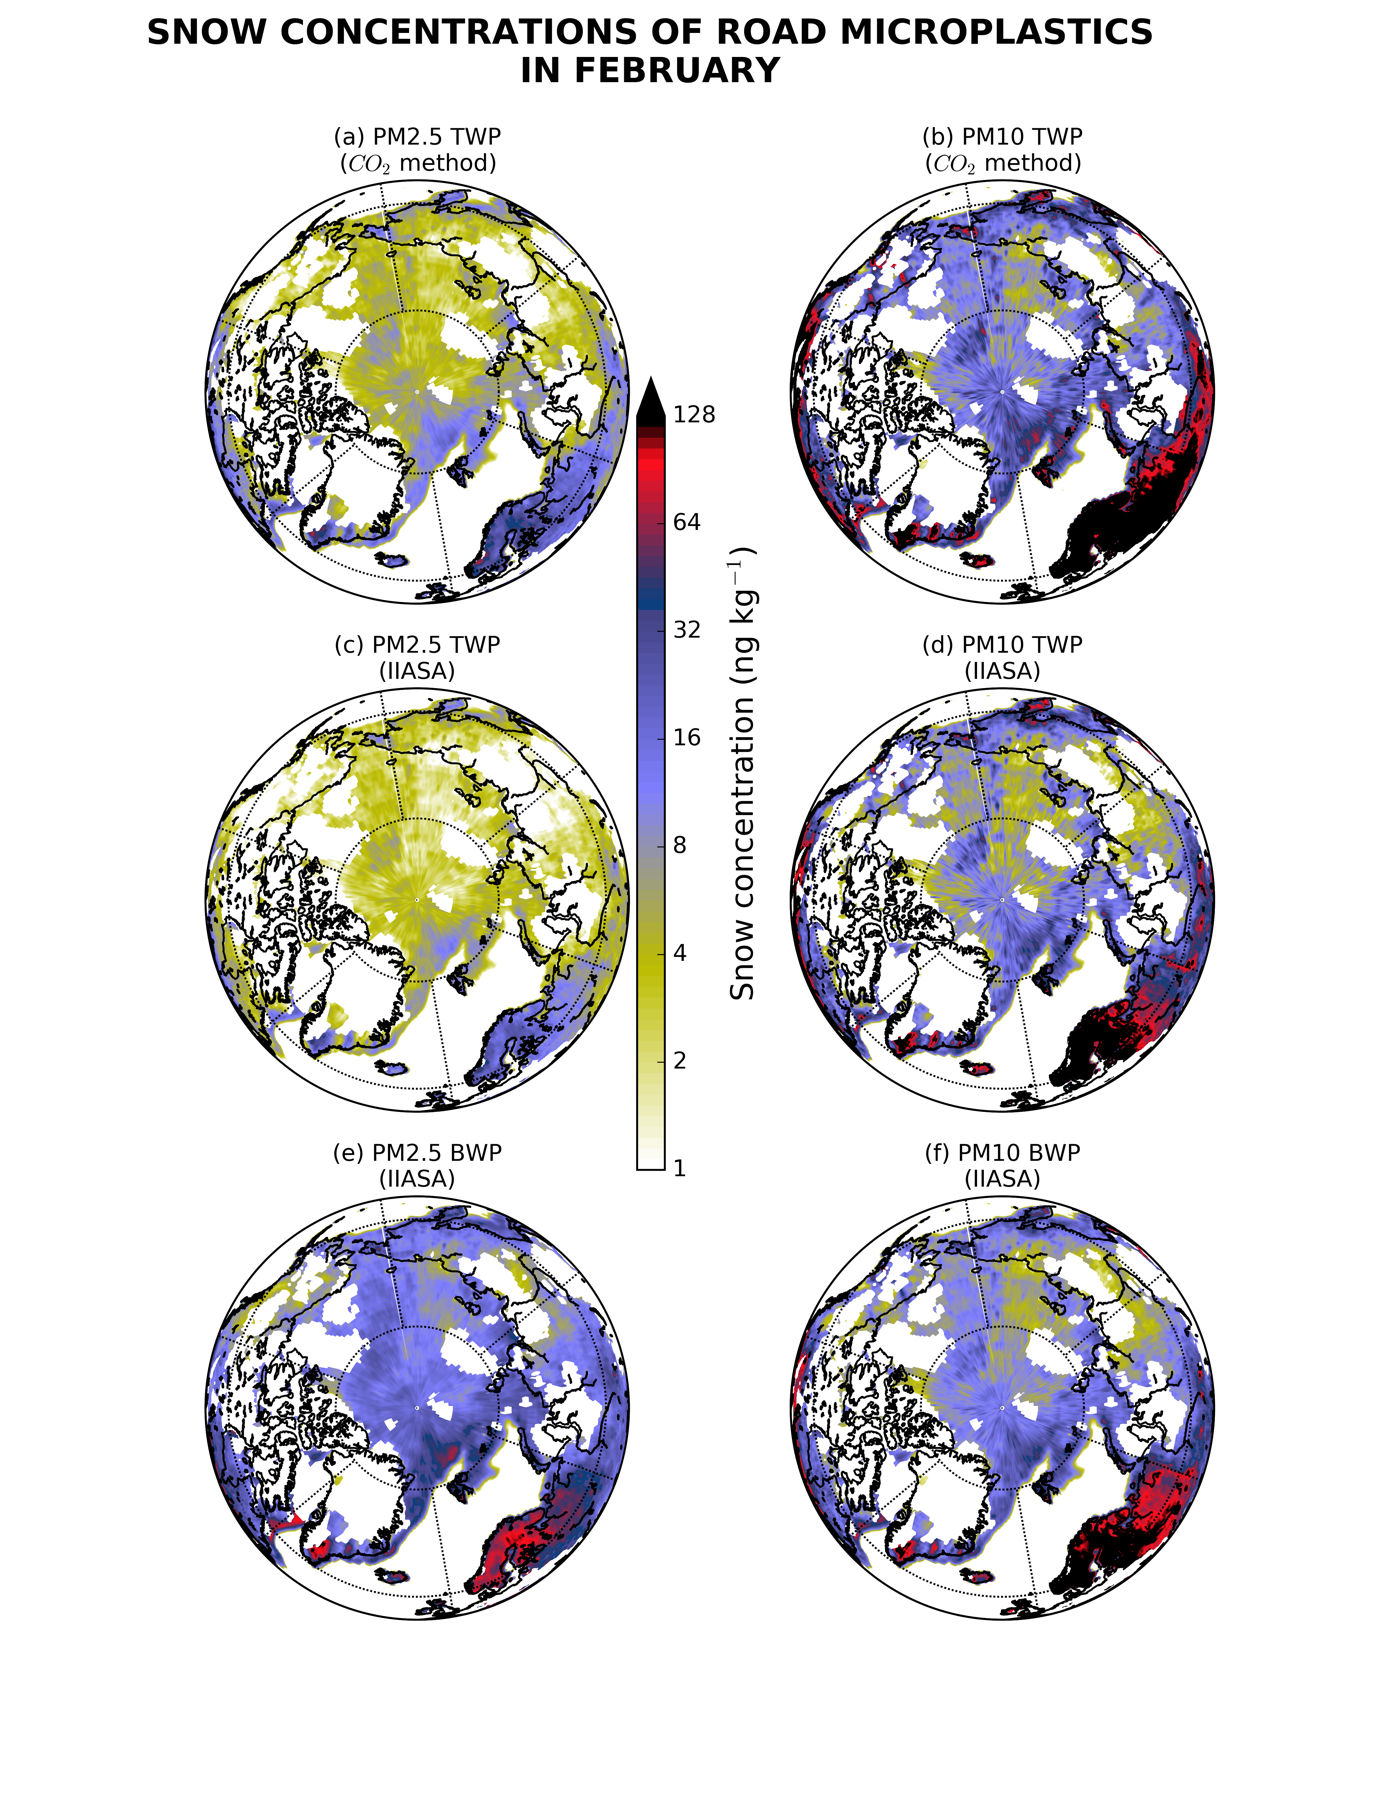 SNOW CONCENTRATIONS OF ROAD MICROPLASTICS
IN FEBRUARY
(a) PM2.5 TWP
(CO₂ method)
(b) PM10 TWP
(CO₂ method)
128
64
32
16
8
4
2
1
Snow concentration (ng kg⁻¹)
(c) PM2.5 TWP
(IIASA)
(d) PM10 TWP
(IIASA)
(e) PM2.5 BWP
(IIASA)
(f) PM10 BWP
(IIASA)